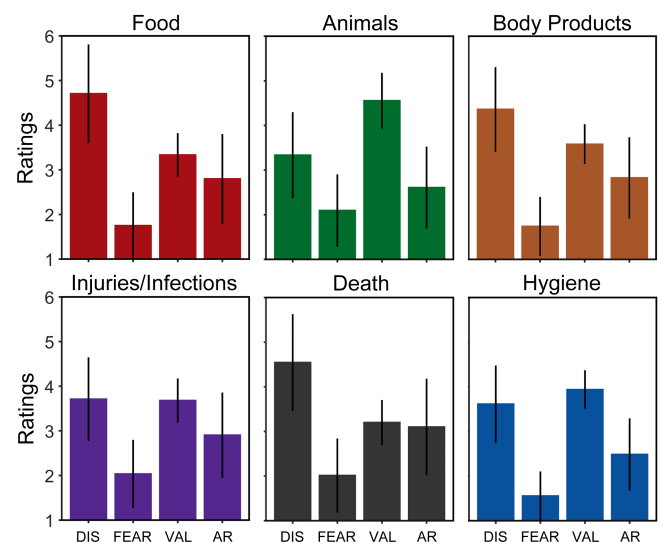 Food
Animals
Body Products
Ratings
6
5
4
3
2
1
Injuries/Infections
Death
Hygiene
Ratings
6
5
4
3
2
1
DIS FEAR VAL AR
DIS FEAR VAL AR
DIS FEAR VAL AR